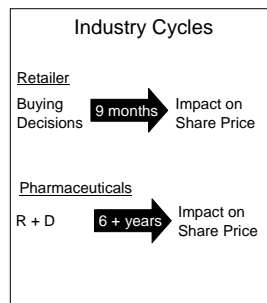 Industry Cycles
Retailer
Buying
Decisions
9 months
Impact on
Share Price
Pharmaceuticals
R + D
6 + years
Impact on
Share Price